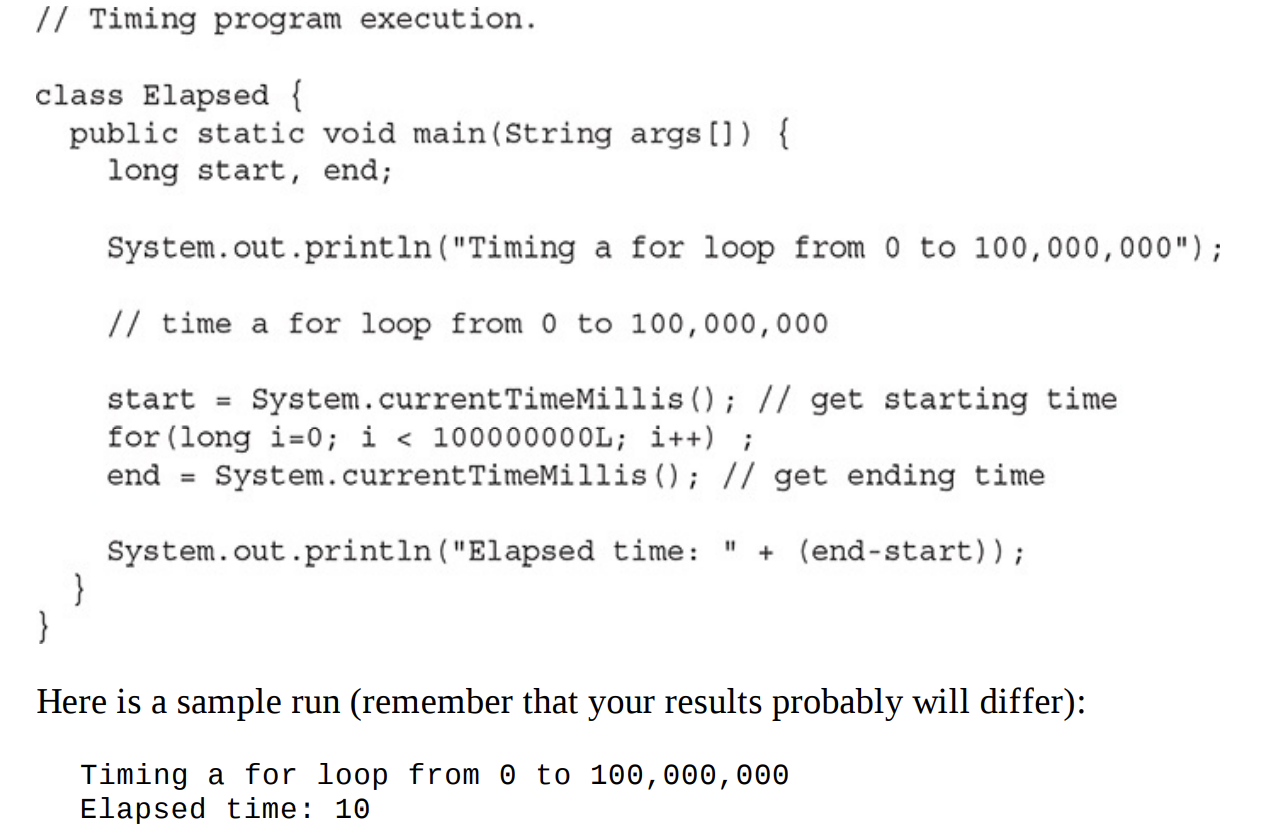 // Timing program execution.
class Elapsed {
public static void main(String args[]) {
long start, end;
System.out.println("Timing a for loop from 0 to 100,000,000");
// time a for loop from 0 to 100,000,000
start = System.currentTimeMillis(); // get starting time
for(long i=0; i < 100000000L; i++) ;
end = System.currentTimeMillis(); // get ending time
System.out.println("Elapsed time: " + (end-start));
}
}
Here is a sample run (remember that your results probably will differ):
Timing a for loop from 0 to 100,000,000
Elapsed time: 10